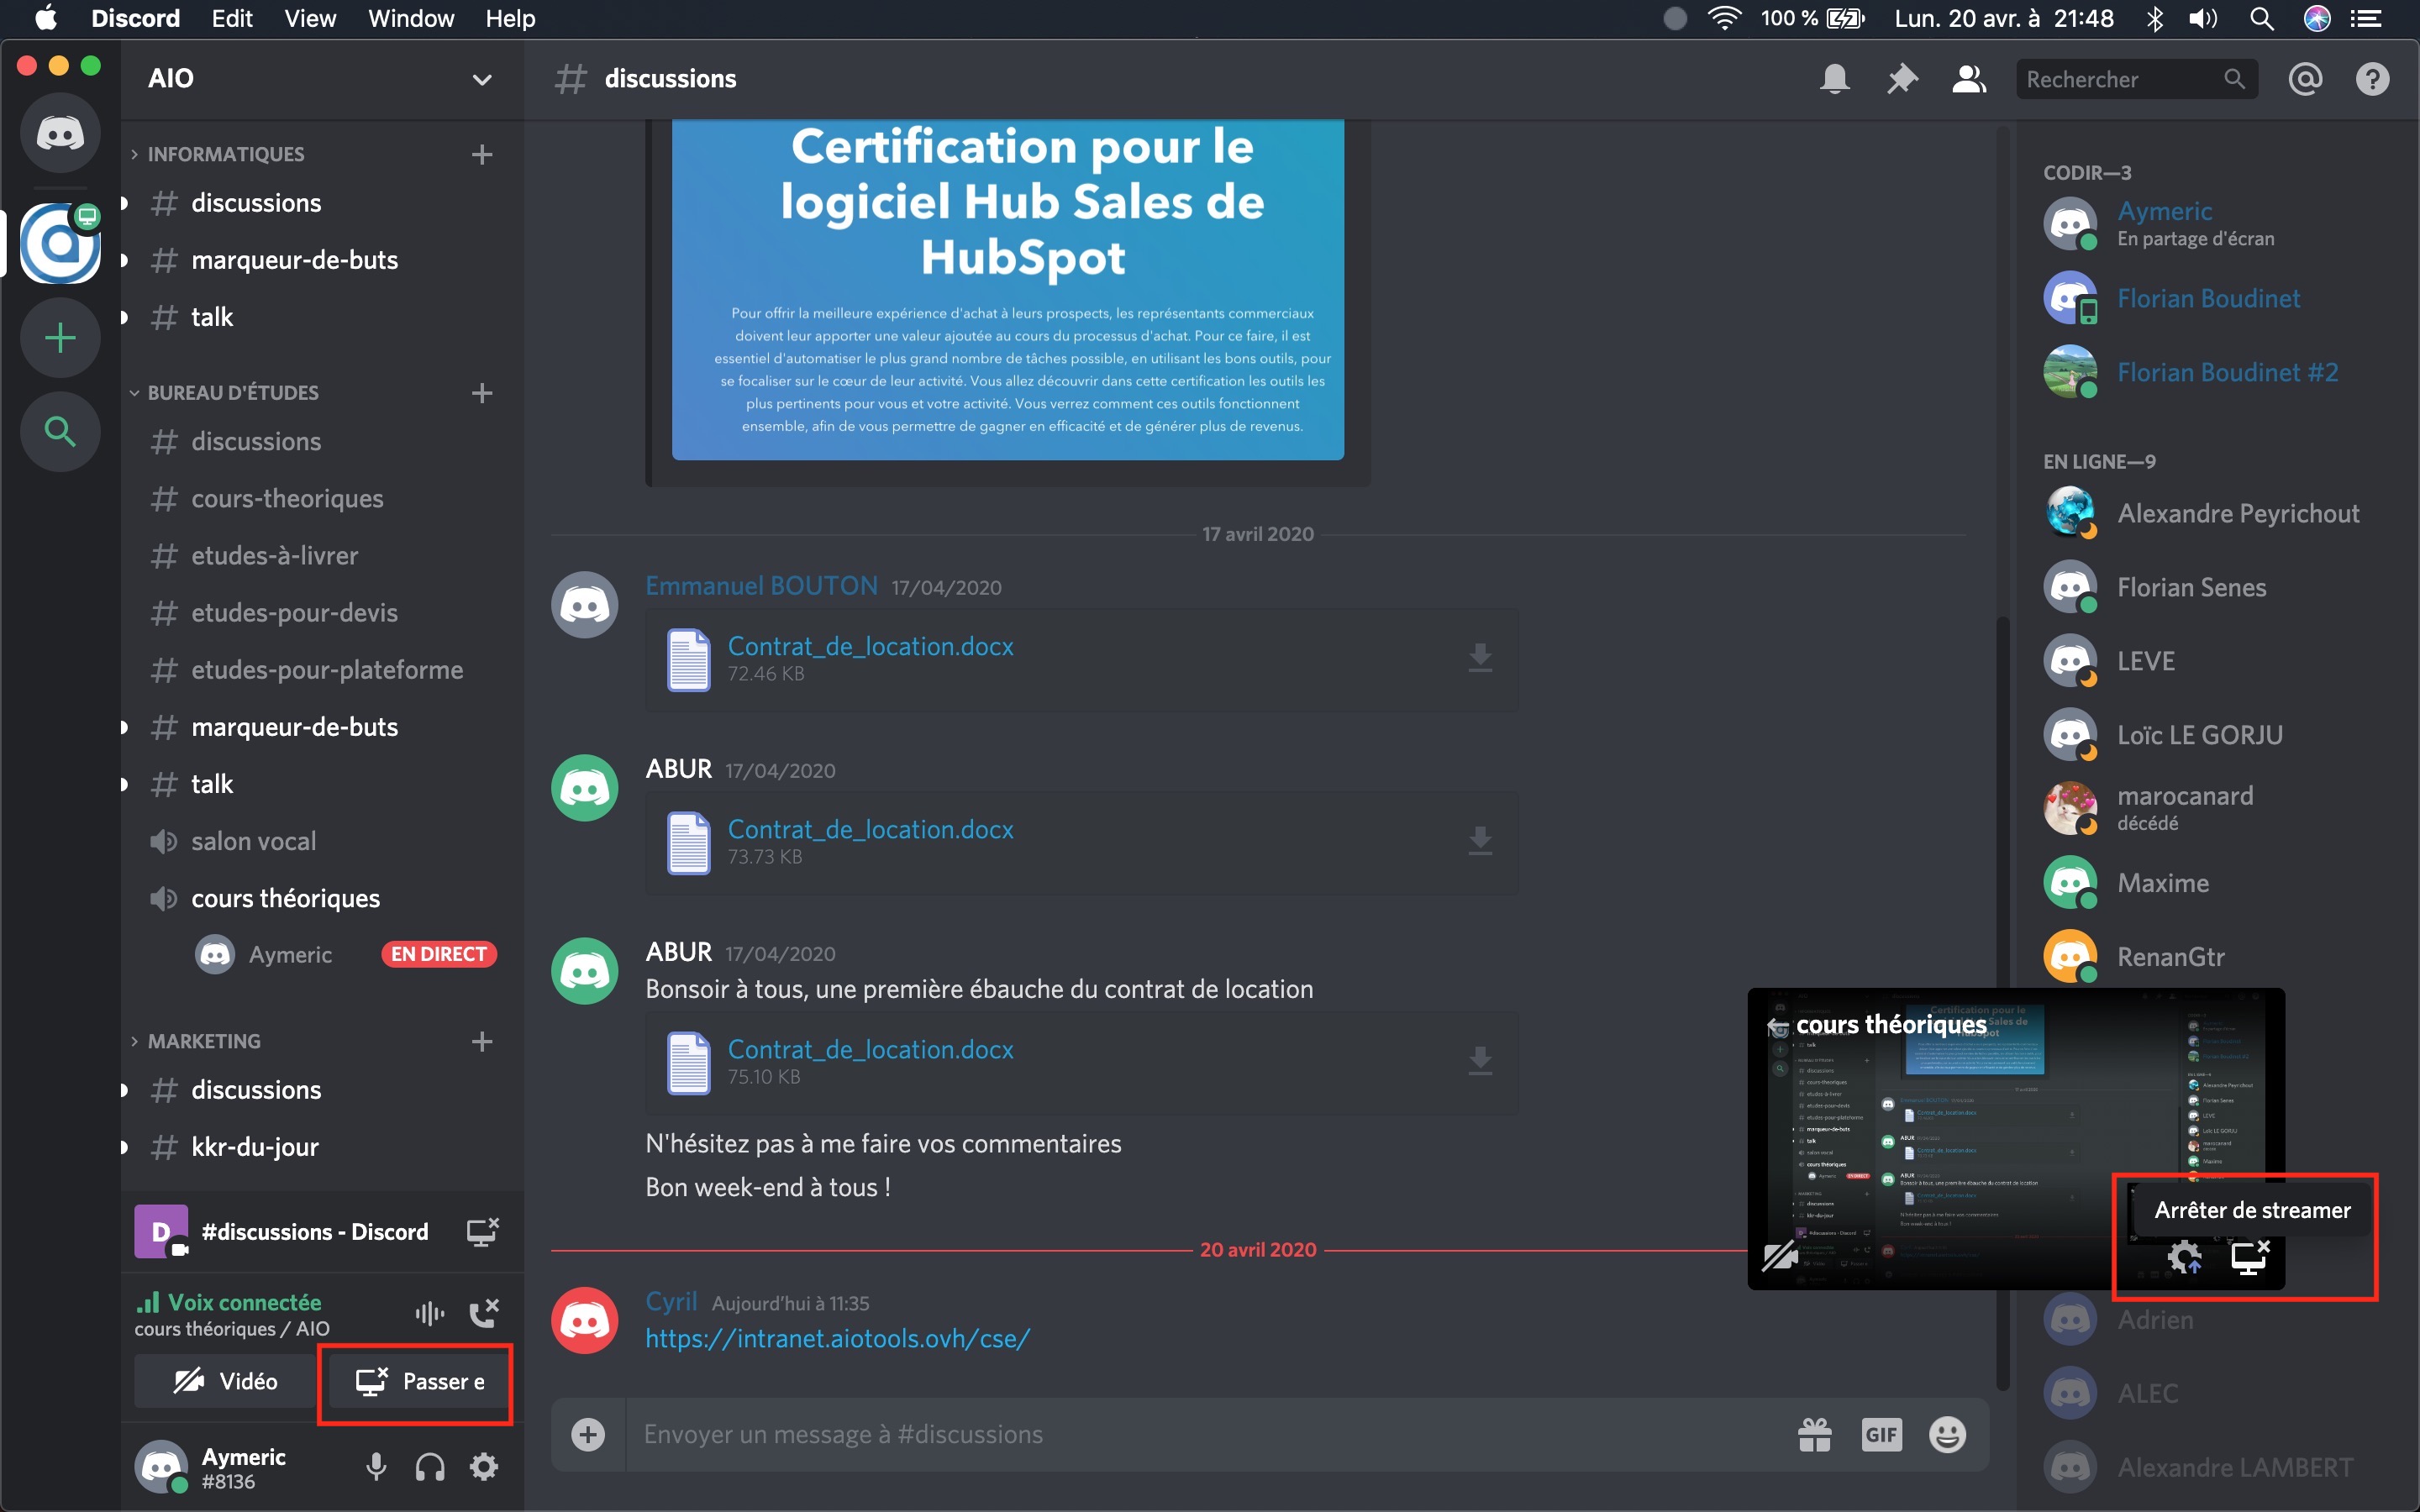 Discord Edit View Window Help
100 % Lun. 20 avr. à 21:48
AIO
INFORMATIQUES
discussions
marqueur-de-buts
talk
BUREAU D'ÉTUDES
discussions
cours-theoriques
etudes-à-livrer
etudes-pour-devis
etudes-pour-plateforme
marqueur-de-buts
talk
salon vocal
cours théoriques
Aymeric EN DIRECT
MARKETING
discussions
kkr-du-jour
D #discussions - Discord
Voix connectée
cours théoriques / AIO
Vidéo Passer e
Aymeric
#8136
# discussions
Rechercher
Certification pour le
logiciel Hub Sales de
HubSpot
Pour offrir la meilleure expérience d'achat à leurs prospects, les représentants commerciaux
doivent leur apporter une valeur ajoutée au cours du processus d'achat. Pour ce faire, il est
essentiel d'automatiser le plus grand nombre de tâches possible, en utilisant les bons outils, pour
se focaliser sur le cœur de leur activité. Vous allez découvrir dans cette certification les outils les
plus pertinents pour vous et votre activité. Vous verrez comment ces outils fonctionnent
ensemble, afin de vous permettre de gagner en efficacité et de générer plus de revenus.
17 avril 2020
Emmanuel BOUTON 17/04/2020
Contrat_de_location.docx
72.46 KB
ABUR 17/04/2020
Contrat_de_location.docx
73.73 KB
ABUR 17/04/2020
Bonsoir à tous, une première ébauche du contrat de location
Contrat_de_location.docx
75.10 KB
N'hésitez pas à me faire vos commentaires
Bon week-end à tous !
20 avril 2020
Cyril Aujourd'hui à 11:35
https://intranet.aiotools.ovh/cse/
Envoyer un message à #discussions
GIF
CODIR—3
Aymeric
En partage d'écran
Florian Boudinet
Florian Boudinet #2
EN LIGNE—9
Alexandre Peyrichout
Florian Senes
LEVE
Loïc LE GORJU
marocanard
décédé
Maxime
RenanGtr
cours théoriques
Arrêter de streamer
Adrien
ALEC
Alexandre LAMBERT